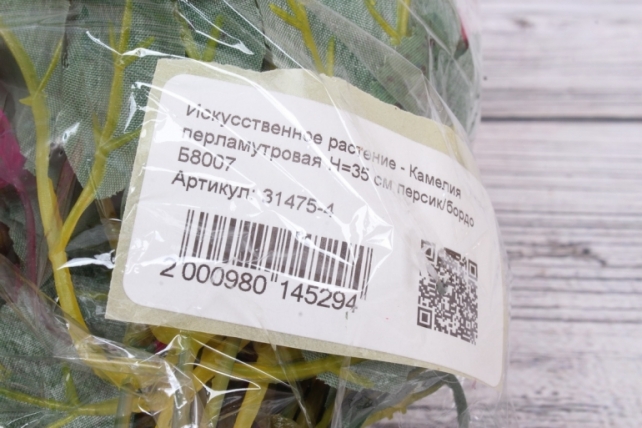 Искусственное растение - Камелия
перламутровая Н=35 см персик/бордо
Б8007
Артикул: 31475-4
2 000980 145294